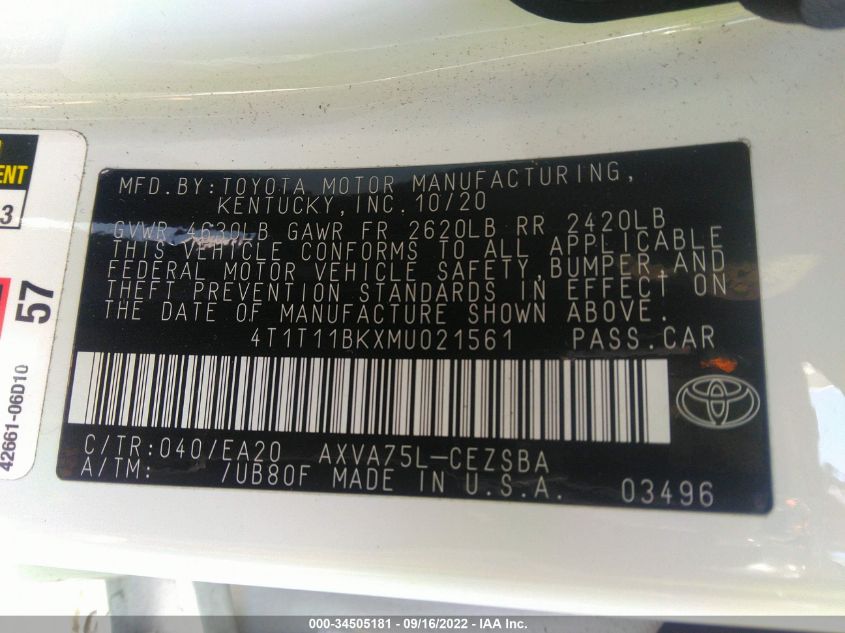 ENT
3
57
42661-06D10
MFD.BY:TOYOTA MOTOR MANUFACTURING,
KENTUCKY,INC.10/20
GVWR 4630LB GAWR FR 2620LB RR 2420LB
THIS VEHICLE CONFORMS TO ALL APPLICABLE
FEDERAL MOTOR VEHICLE SAFETY,BUMPER,AND
THEFT PREVENTION STANDARDS IN EFFECT ON
THE DATE OF MANUFACTURE SHOWN ABOVE.
4T1T11BKXMU021561 PASS.CAR
C/TR:040/EA20 AXVA75L-CEZSBA
A/TM: /UB80F MADE IN U.S.A. 03496
000-34505181 - 09/16/2022 - IAA Inc.